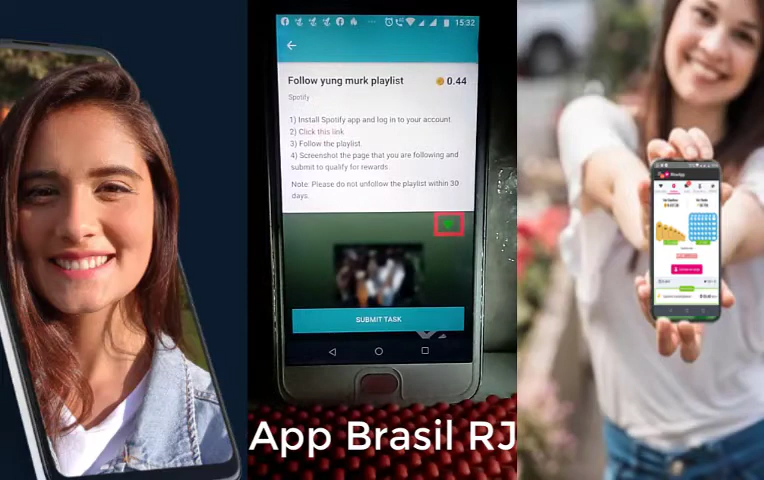 15:32
Follow yung murk playlist
0.44
Spotify
1) Install Spotify app and log in to your account
2) Click this link
3) Follow the playlist
4) Screenshot the page that you are following and
submit to qualify for rewards.
Note: Please do not unfollow the playlist within 30
days.
SUBMIT TASK
App Brasil RJ